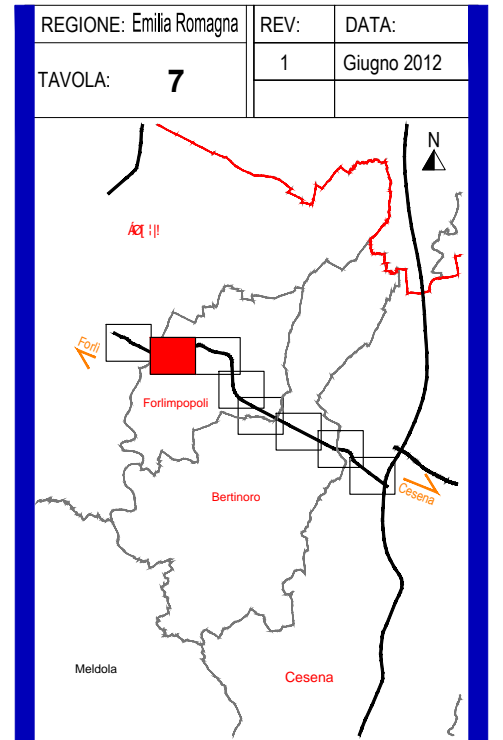 REGIONE: Emilia Romagna REV: DATA:
TAVOLA: 7 1 Giugno 2012
N
Forlì
Forlimpopoli
Bertinoro
Cesena
Meldola
Cesena